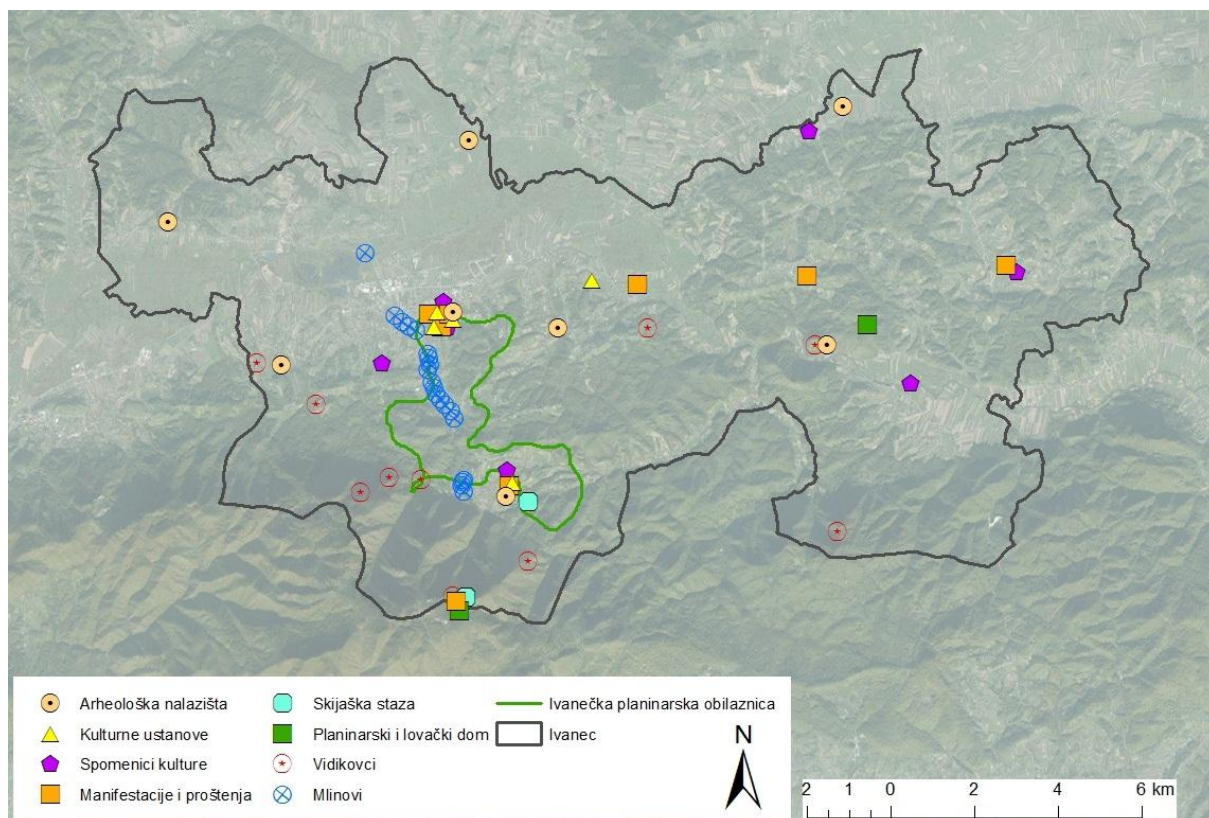 Arheološka nalazišta
Kulturne ustanove
Spomenici kulture
Manifestacije i proštenja
Skijaška staza
Planinarski i lovački dom
Vidikovci
Mlinovi
Ivanečka planinarska obilaznica
Ivanec
N
2 1 0 2 4 6 km